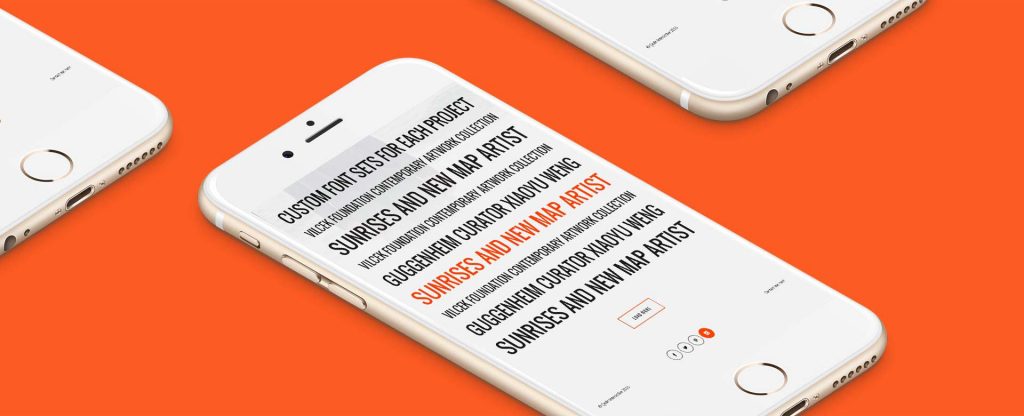 CUSTOM FONT SETS FOR EACH PROJECT
VILCEK FOUNDATION CONTEMPORARY ARTWORK COLLECTION
SUNRISES AND NEW MAP ARTIST
VILCEK FOUNDATION CONTEMPORARY ARTWORK COLLECTION
GUGGENHEIM CURATOR XIAOYU WENG
SUNRISES AND NEW MAP ARTIST
VILCEK FOUNDATION CONTEMPORARY ARTWORK COLLECTION
GUGGENHEIM CURATOR XIAOYU WENG
SUNRISES AND NEW MAP ARTIST
LOAD MORE